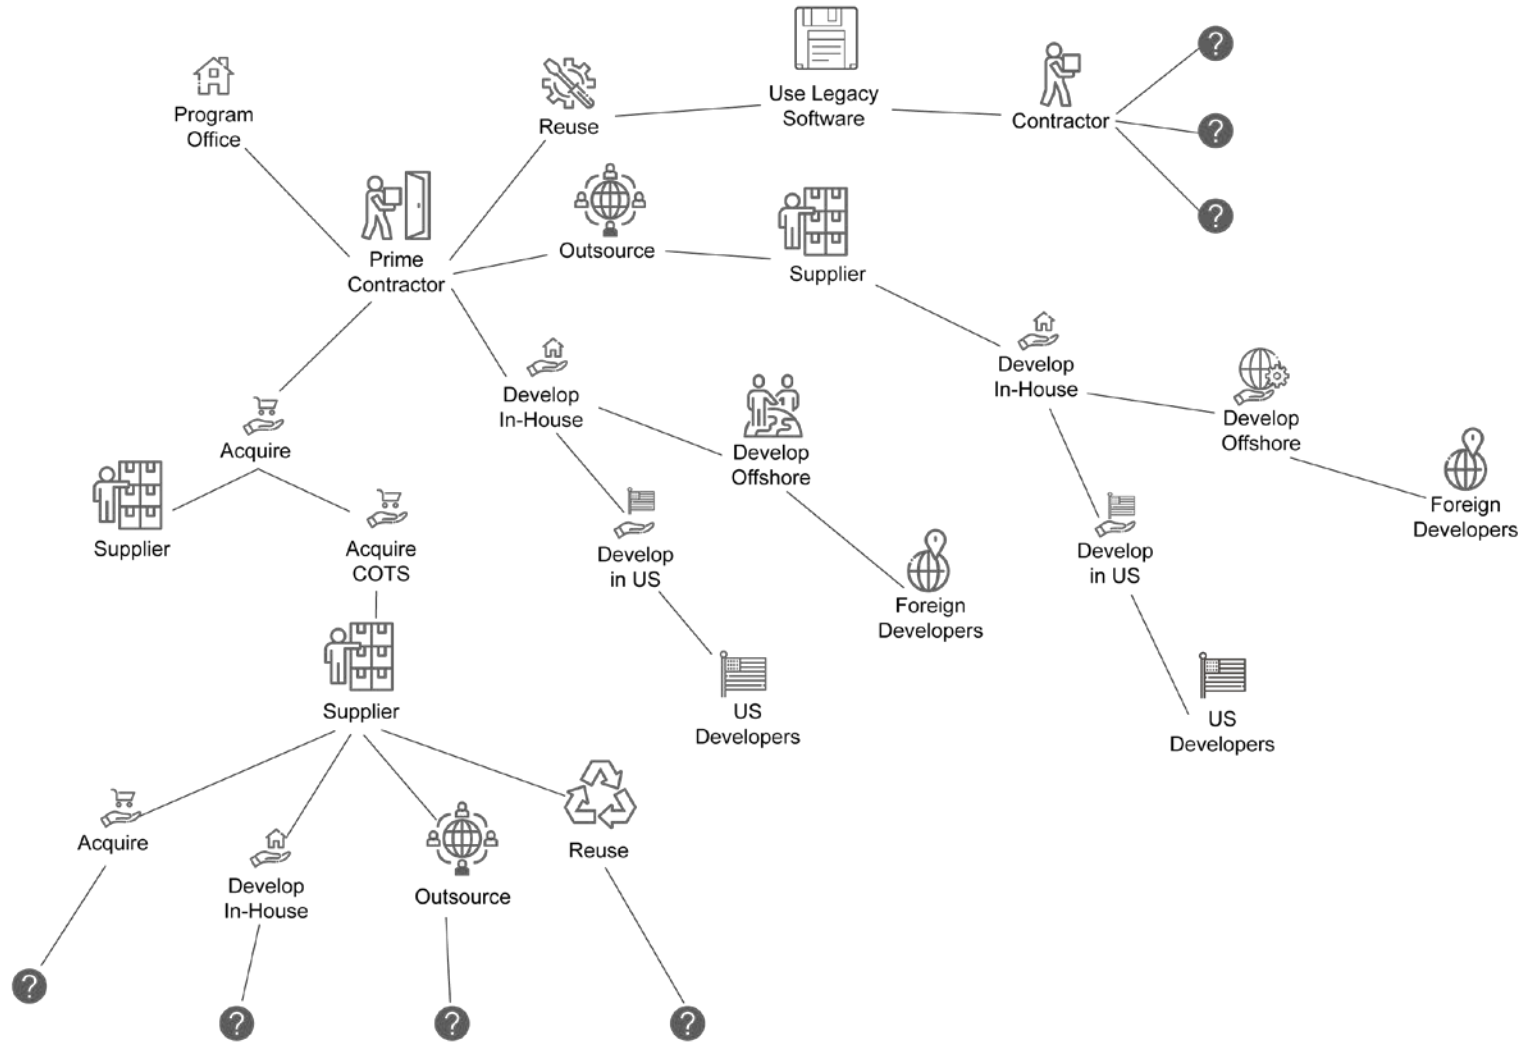 Program
Office
Reuse
Use Legacy
Software
Contractor
?
?
?
Prime
Contractor
Outsource
Supplier
Develop
In-House
Develop
Offshore
Foreign
Developers
Develop
in US
US
Developers
Develop
In-House
Develop
Offshore
Foreign
Developers
Develop
in US
US
Developers
Acquire
Supplier
Acquire
COTS
Supplier
Acquire
Develop
In-House
Outsource
Reuse
?
?
?
?